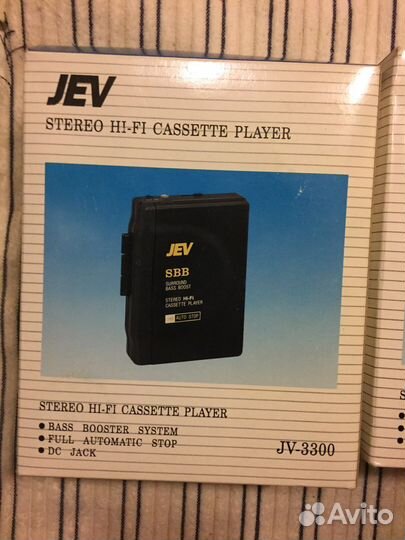 JEV
STEREO HI-FI CASSETTE PLAYER
JEV
SBB
SURROUND
BASS BOOST
STEREO Hi-Fi
CASSETTE PLAYER
AUTO STOP
STEREO HI-FI CASSETTE PLAYER
• BASS BOOSTER SYSTEM
• FULL AUTOMATIC STOP
• DC JACK
JV-3300
S
Avito